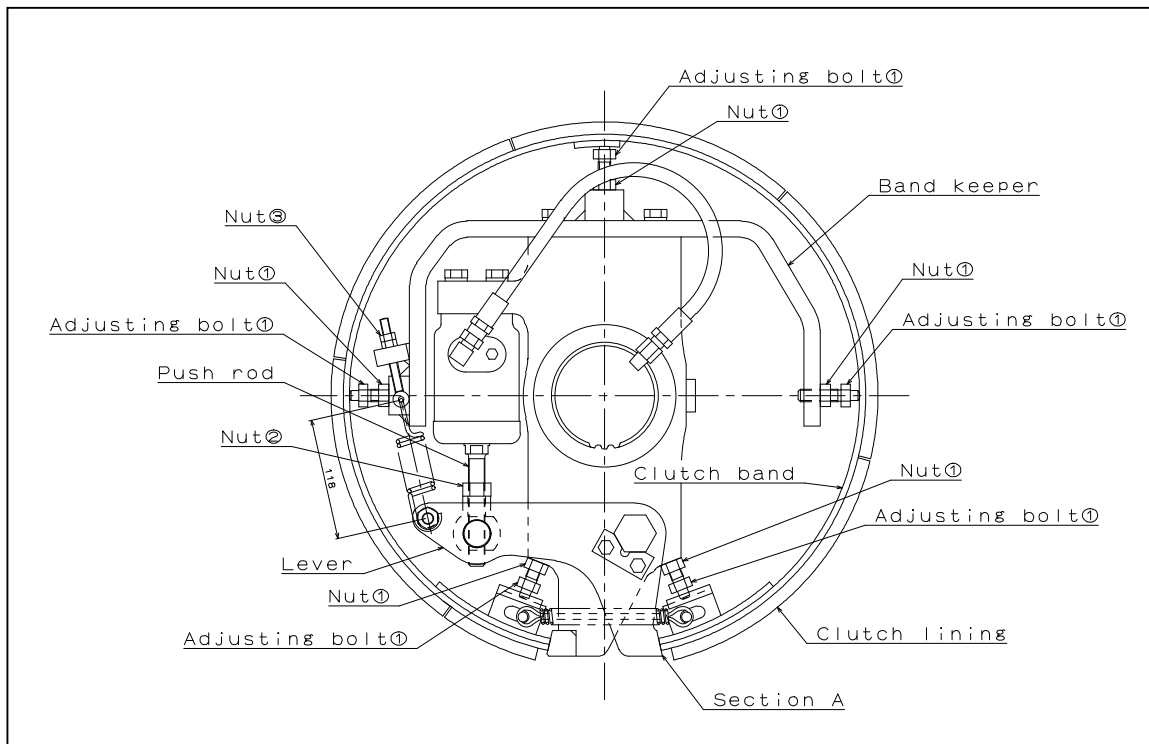 Adjusting bolt①
Nut①
Band keeper
Nut③
Nut①
Nut①
Adjusting bolt①
Adjusting bolt①
Push rod
Nut②
Clutch band
Nut①
118
Adjusting bolt①
Lever
Nut①
Adjusting bolt①
Clutch lining
Section A